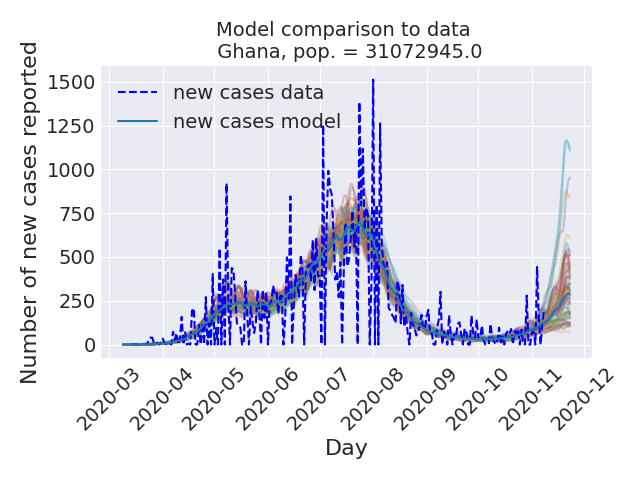 Model comparison to data
Ghana, pop. = 31072945.0
Number of new cases reported
1500
1250
1000
750
500
250
0
new cases data
new cases model
2020-03
2020-04
2020-05
2020-06
2020-07
2020-08
2020-09
2020-10
2020-11
2020-12
Day